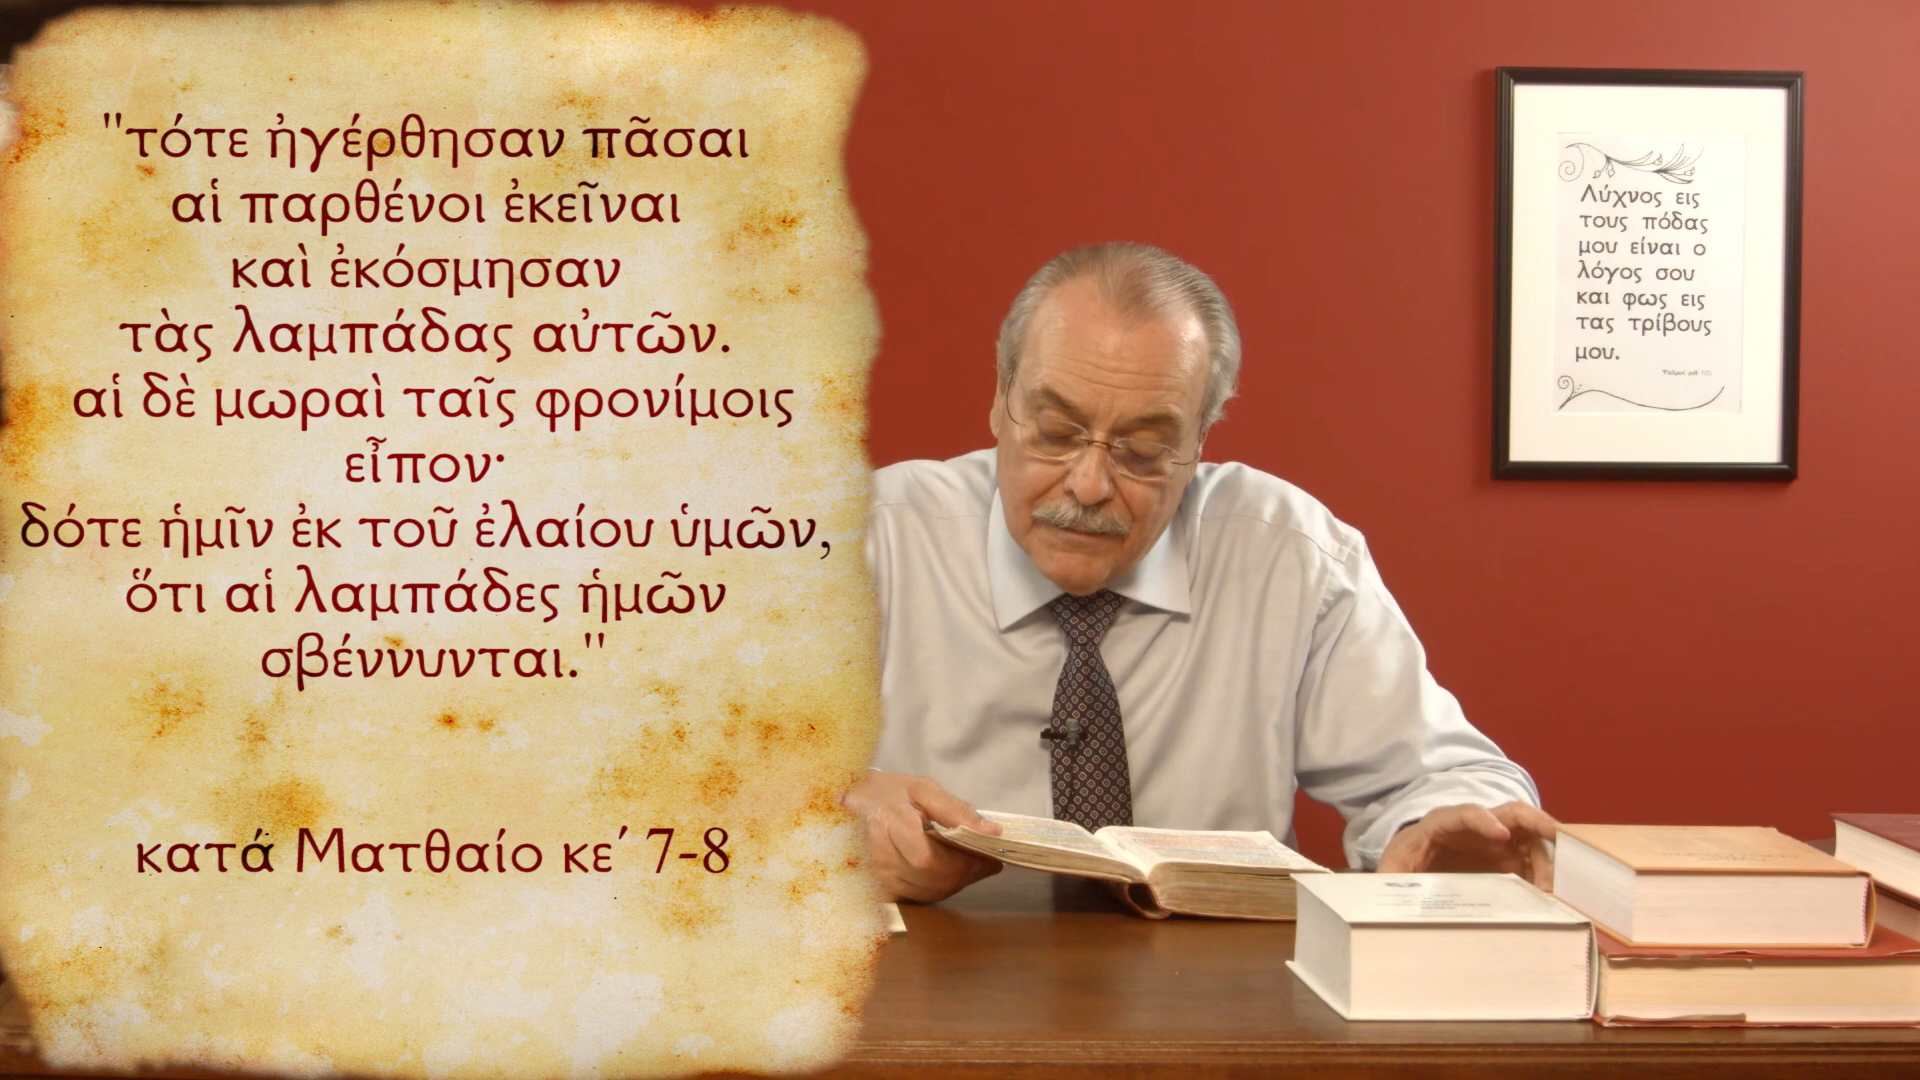 "τότε ἠγέρθησαν πᾶσαι
αἱ παρθένοι ἐκεῖναι
καὶ ἐκόσμησαν
τὰς λαμπάδας αὐτῶν.
αἱ δὲ μωραὶ ταῖς φρονίμοις
εἶπον·
δότε ἡμῖν ἐκ τοῦ ἐλαίου ὑμῶν,
ὅτι αἱ λαμπάδες ἡμῶν
σβέννυνται."
κατά Ματθαίο κε΄ 7-8
Λύχνος εις
τους πόδας
μου είναι ο
λόγος σου
και φως εις
τας τρίβους
μου.
Ψαλμοί 105